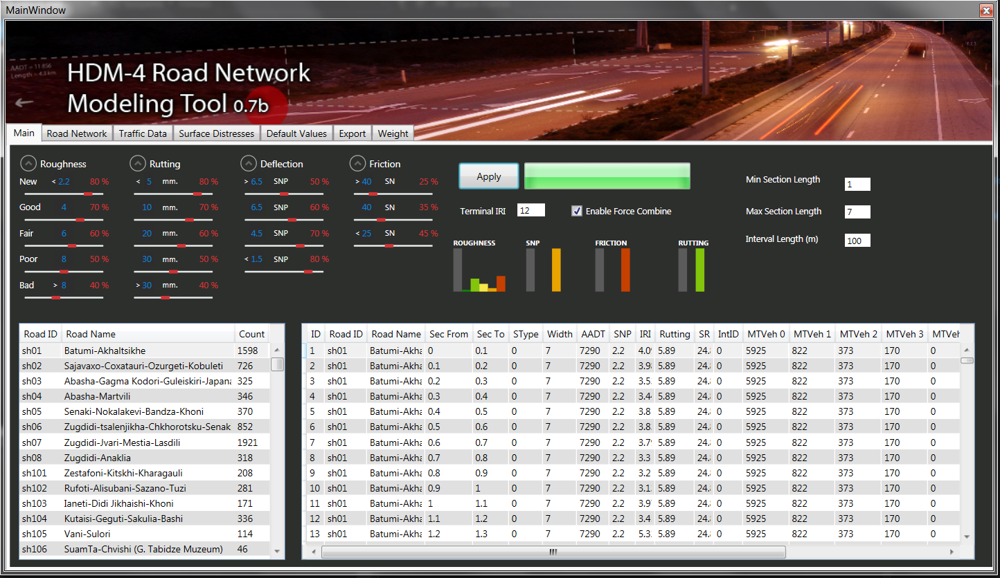 MainWindow
AADT = 11 856
Length = 4.3 km
HDM-4 Road Network
Modeling Tool 0.7b
Main Road Network Traffic Data Surface Distresses Default Values Export Weight
Roughness Rutting Deflection Friction
New < 2.2 80 % < 5 mm. 80 % > 6.5 SNP 50 % > 40 SN 25 %
Good 4 70 % 10 mm. 70 % 6.5 SNP 60 % 40 SN 35 %
Fair 6 60 % 20 mm. 60 % 4.5 SNP 70 % < 25 SN 45 %
Poor 8 50 % 30 mm. 50 % < 1.5 SNP 80 %
Bad > 8 40 % > 30 mm. 40 %
Apply
Terminal IRI 12 Enable Force Combine
ROUGHNESS SNP FRICTION RUTTING
Min Section Length 1
Max Section Length 7
Interval Length (m) 100
Road ID Road Name Count
sh01 Batumi-Akhaltsikhe 1598
sh02 Sajavaxo-Coxatauri-Ozurgeti-Kobuleti 726
sh03 Abasha-Gagma Kodori-Guleiskiri-Japana 325
sh04 Abasha-Martvili 346
sh05 Senaki-Nokalakevi-Bandza-Khoni 370
sh06 Zugdidi-tsalenjikha-Chkhorotsku-Senak 852
sh07 Zugdidi-Jvari-Mestia-Lasdili 1921
sh08 Zugdidi-Anaklia 318
sh101 Zestafoni-Kitskhi-Kharagauli 208
sh102 Rufoti-Alisubani-Sazano-Tuzi 281
sh103 Ianeti-Didi Jikhaishi-Khoni 171
sh104 Kutaisi-Geguti-Sakulia-Bashi 336
sh105 Vani-Sulori 114
sh106 SuamTa-Chvishi (G. Tabidze Muzeum) 46
ID Road ID Road Name Sec From Sec To SType Width AADT SNP IRI Rutting SR IntID MTVeh 0 MTVeh 1 MTVeh 2 MTVeh 3 MTVeh
1 sh01 Batumi-Akha 0 0.1 0 7 7290 2.2 4.09 5.89 24. 0 5925 822 373 170 0
2 sh01 Batumi-Akha 0.1 0.2 0 7 7290 2.2 3.98 5.89 24. 0 5925 822 373 170 0
3 sh01 Batumi-Akha 0.2 0.3 0 7 7290 2.2 3.5 5.89 24. 0 5925 822 373 170 0
4 sh01 Batumi-Akha 0.3 0.4 0 7 7290 2.2 3.4 5.89 24. 0 5925 822 373 170 0
5 sh01 Batumi-Akha 0.4 0.5 0 7 7290 2.2 3.8 5.89 24. 0 5925 822 373 170 0
6 sh01 Batumi-Akha 0.5 0.6 0 7 7290 2.2 3.8 5.89 24. 0 5925 822 373 170 0
7 sh01 Batumi-Akha 0.6 0.7 0 7 7290 2.2 3.79 5.89 24. 0 5925 822 373 170 0
8 sh01 Batumi-Akha 0.7 0.8 0 7 7290 2.2 3.3 5.89 24. 0 5925 822 373 170 0
9 sh01 Batumi-Akha 0.8 0.9 0 7 7290 2.2 3.2 5.89 24. 0 5925 822 373 170 0
10 sh01 Batumi-Akha 0.9 1 0 7 7290 2.2 3.1 5.89 24. 0 5925 822 373 170 0
11 sh01 Batumi-Akha 1 1.1 0 7 7290 2.2 3.9 5.89 24. 0 5925 822 373 170 0
12 sh01 Batumi-Akha 1.1 1.2 0 7 7290 2.2 3.4 5.89 24. 0 5925 822 373 170 0
13 sh01 Batumi-Akha 1.2 1.3 0 7 7290 2.2 5.3 5.89 24. 0 5925 822 373 170 0